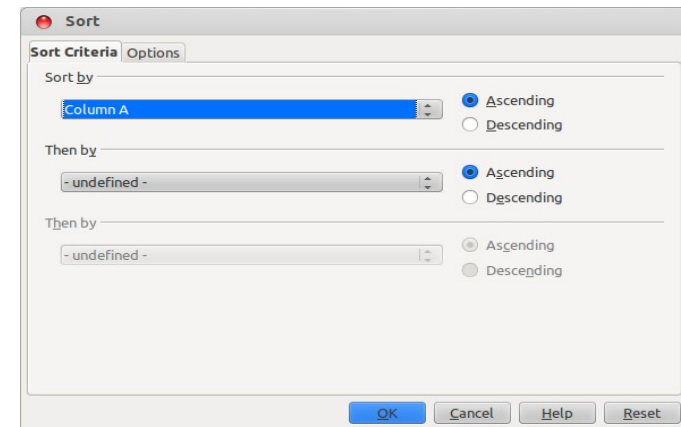 Sort
Sort Criteria Options
Sort by
Column A
Ascending
Descending
Then by
- undefined -
Ascending
Descending
Then by
- undefined -
Ascending
Descending
OK Cancel Help Reset